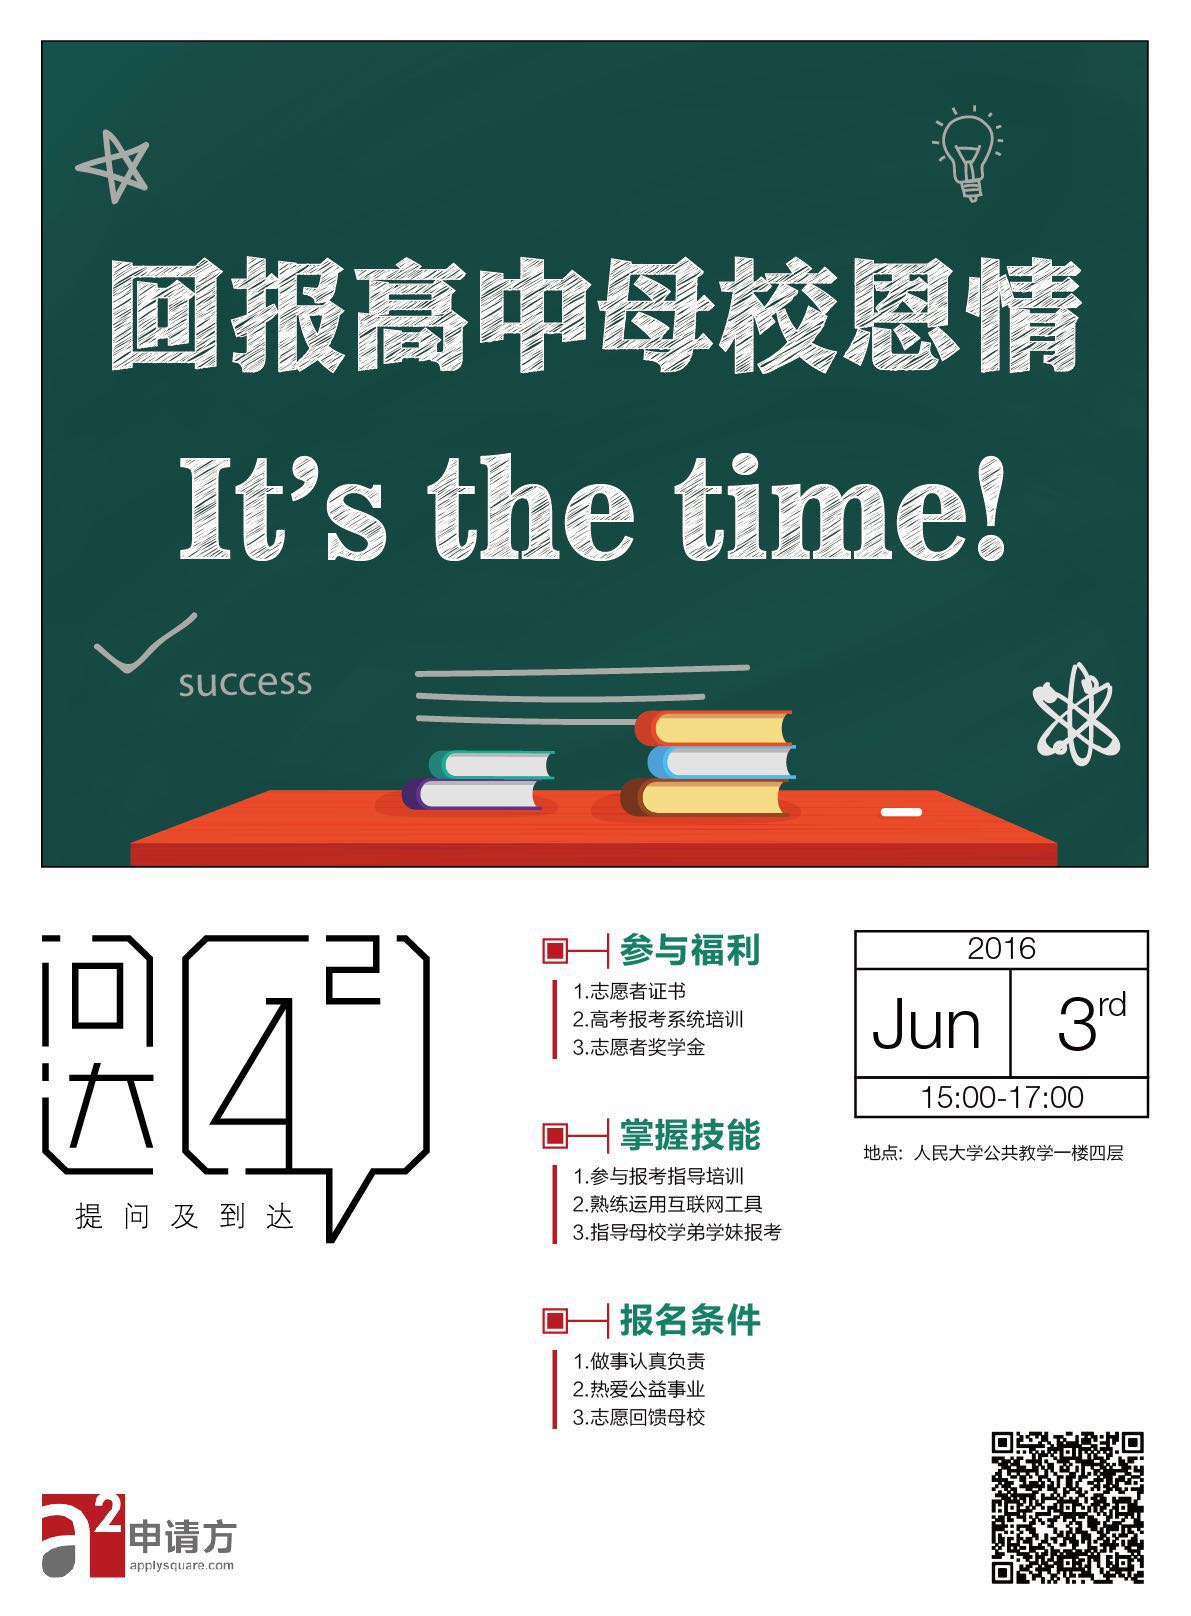 回报高中母校恩情
It's the time!
success
问达 4²
提问及到达
参与福利
1.志愿者证书
2.高考报考系统培训
3.志愿者奖学金
掌握技能
1.参与报考指导培训
2.熟练运用互联网工具
3.指导母校学弟学妹报考
报名条件
1.做事认真负责
2.热爱公益事业
3.志愿回馈母校
2016
Jun 3rd
15:00-17:00
地点：人民大学公共教学一楼四层
a2 申请方
applysquare.com